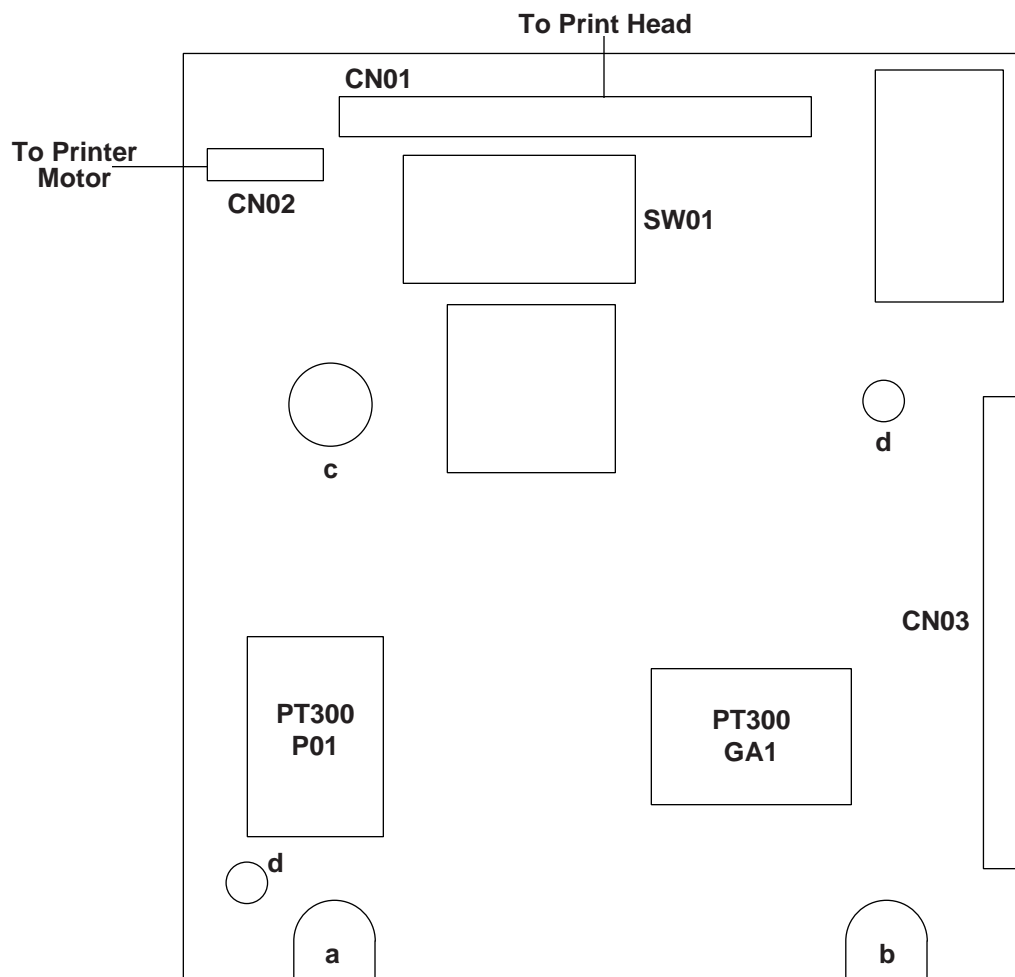 To Print Head
CN01
To Printer
Motor
CN02
SW01
c
d
CN03
PT300
P01
PT300
GA1
d
a
b